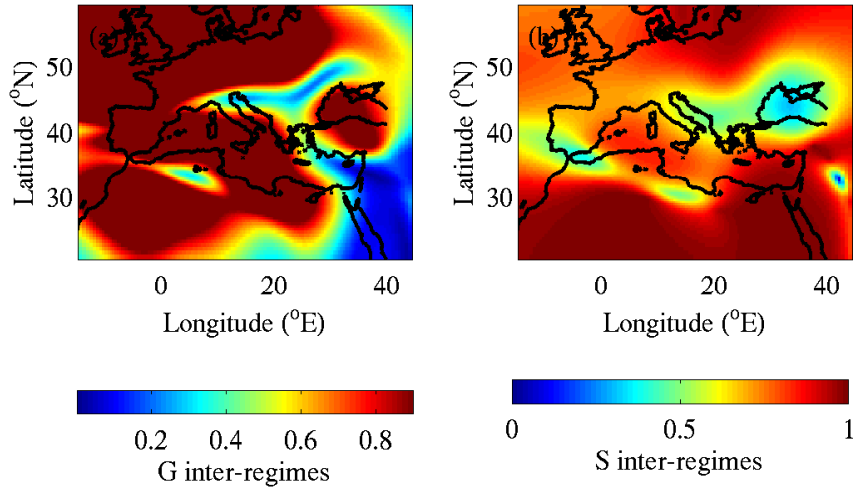 (a)
50
40
30
Latitude (°N)
0 20 40
Longitude (°E)
0.2 0.4 0.6 0.8
G inter-regimes
(b)
50
40
30
Latitude (°N)
0 20 40
Longitude (°E)
0 0.5 1
S inter-regimes